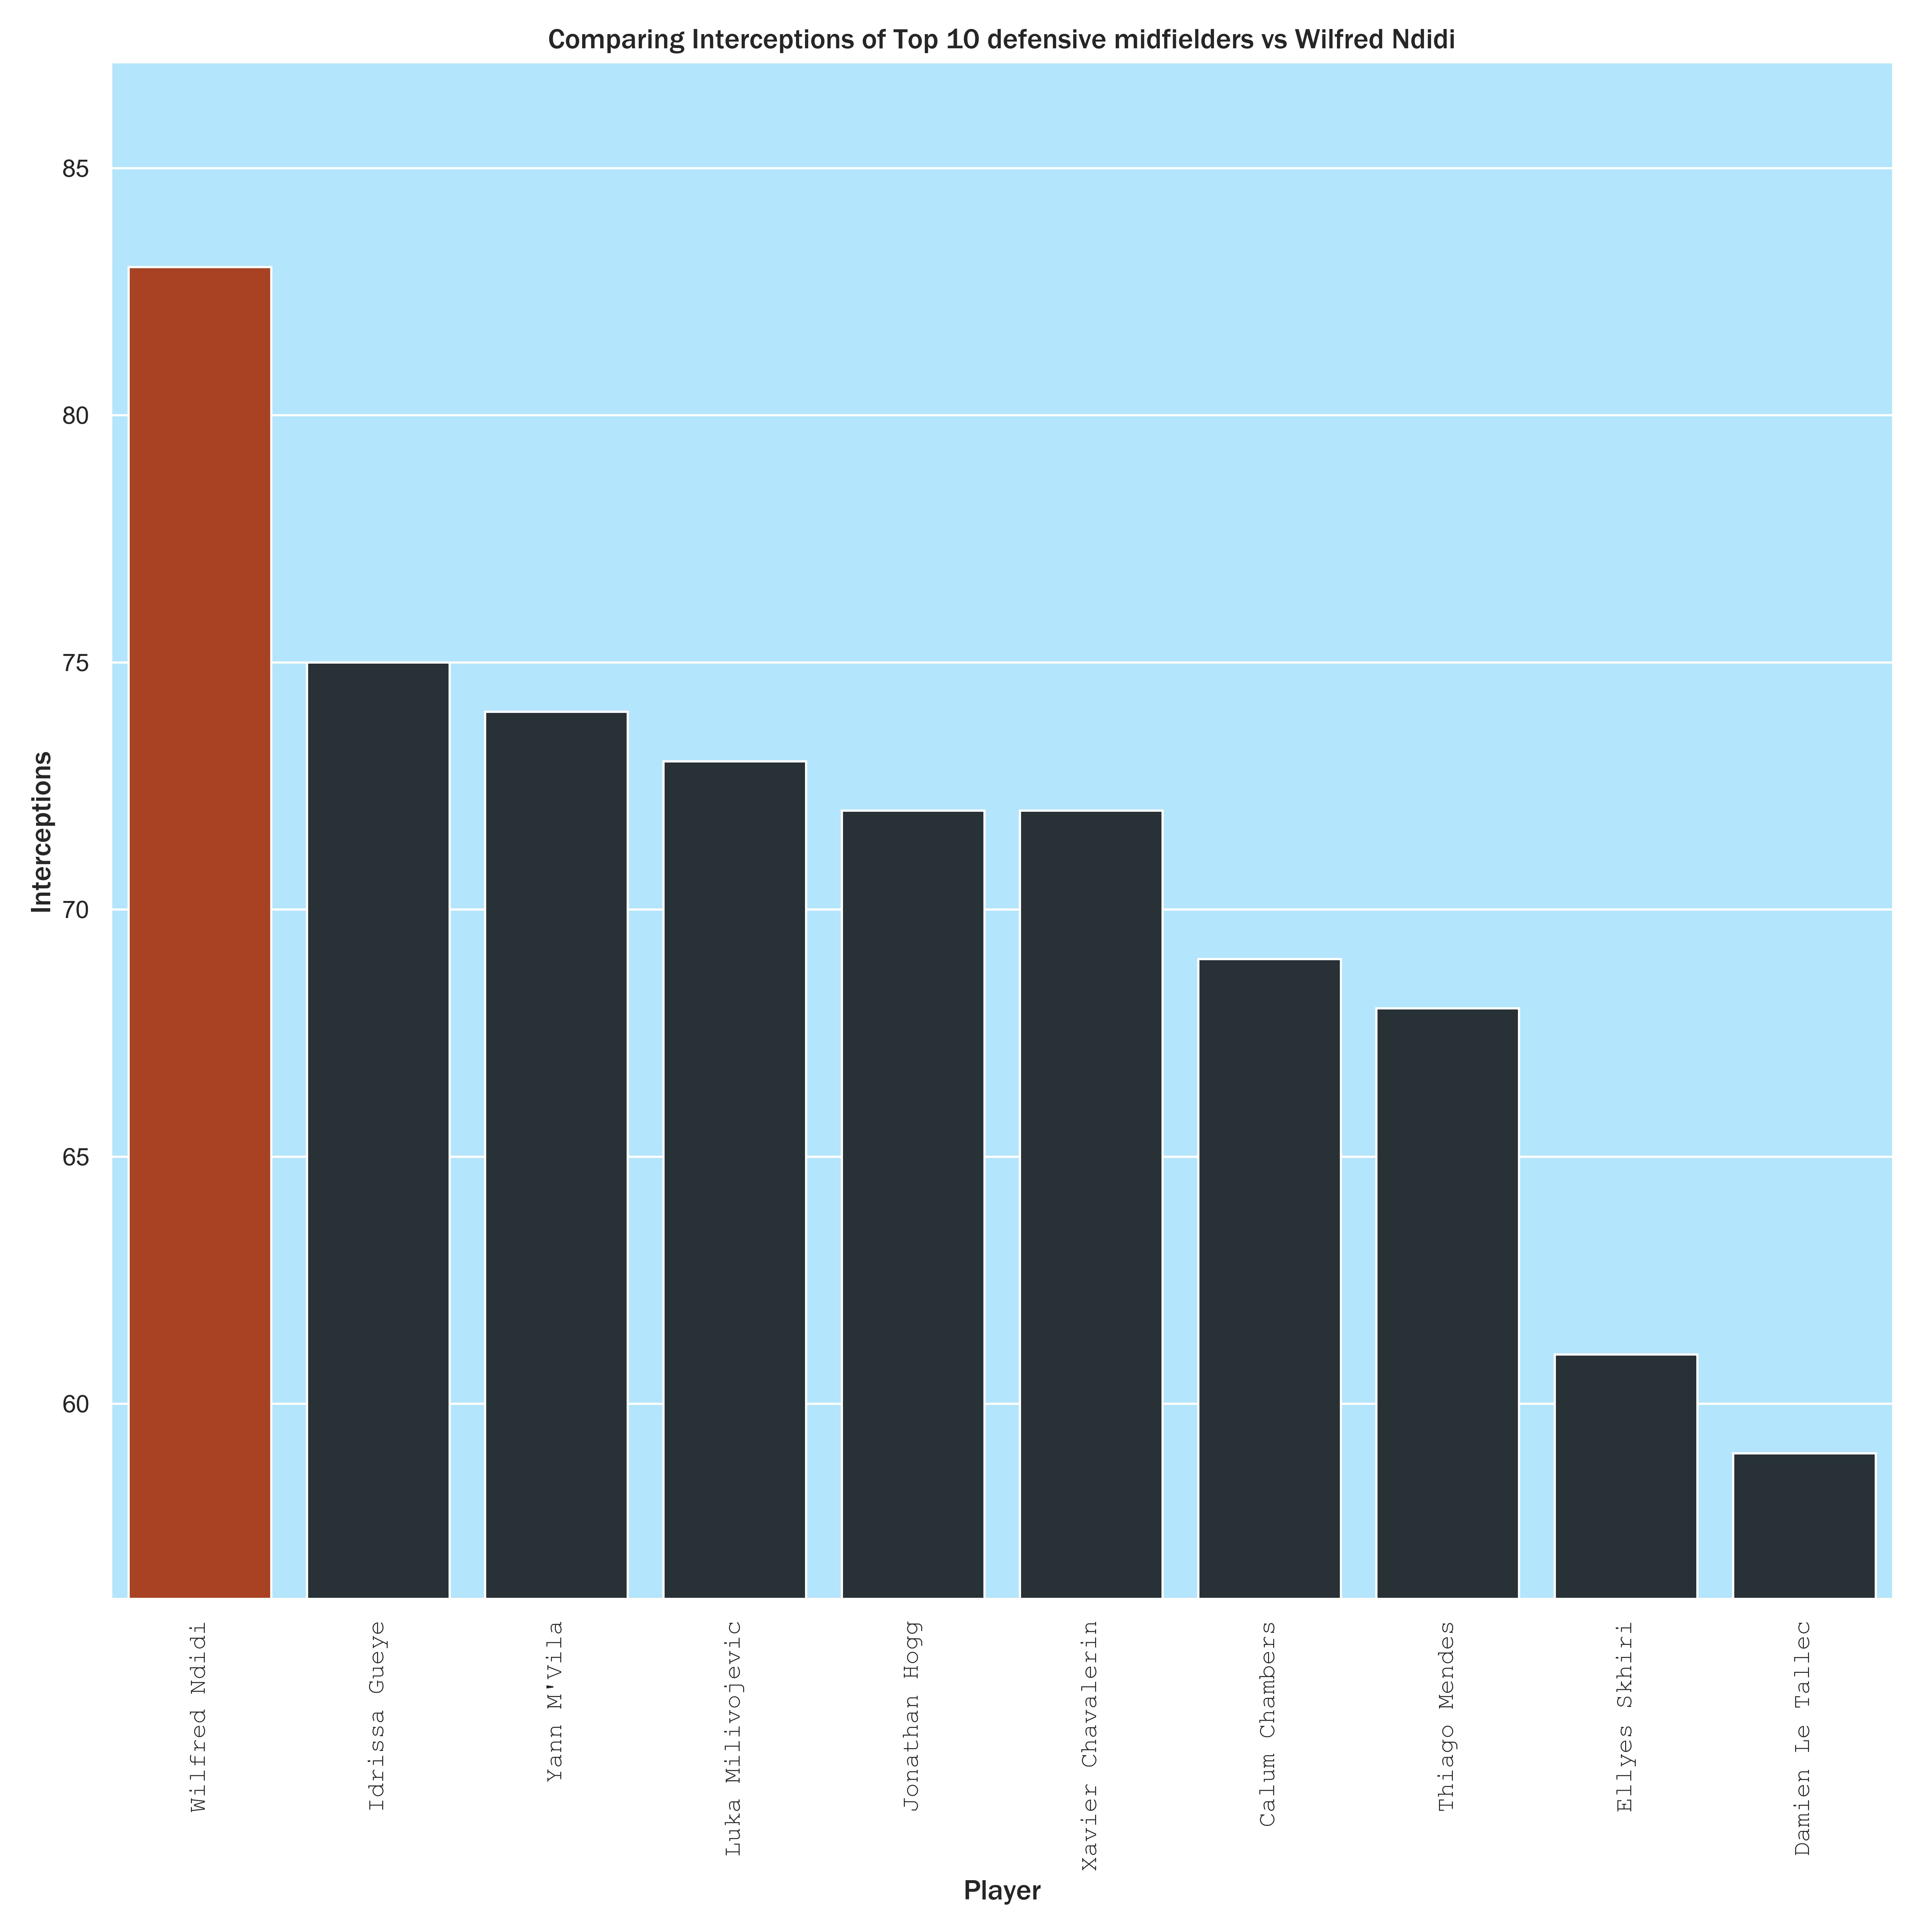 Comparing Interceptions of Top 10 defensive midfielders vs Wilfred Ndidi
85
80
75
70
65
60
Interceptions
Wilfred Ndidi
Idrissa Gueye
Yann M'Vila
Luka Milivojevic
Jonathan Hogg
Xavier Chavalerin
Calum Chambers
Thiago Mendes
Ellyes Skhiri
Damien Le Tallec
Player